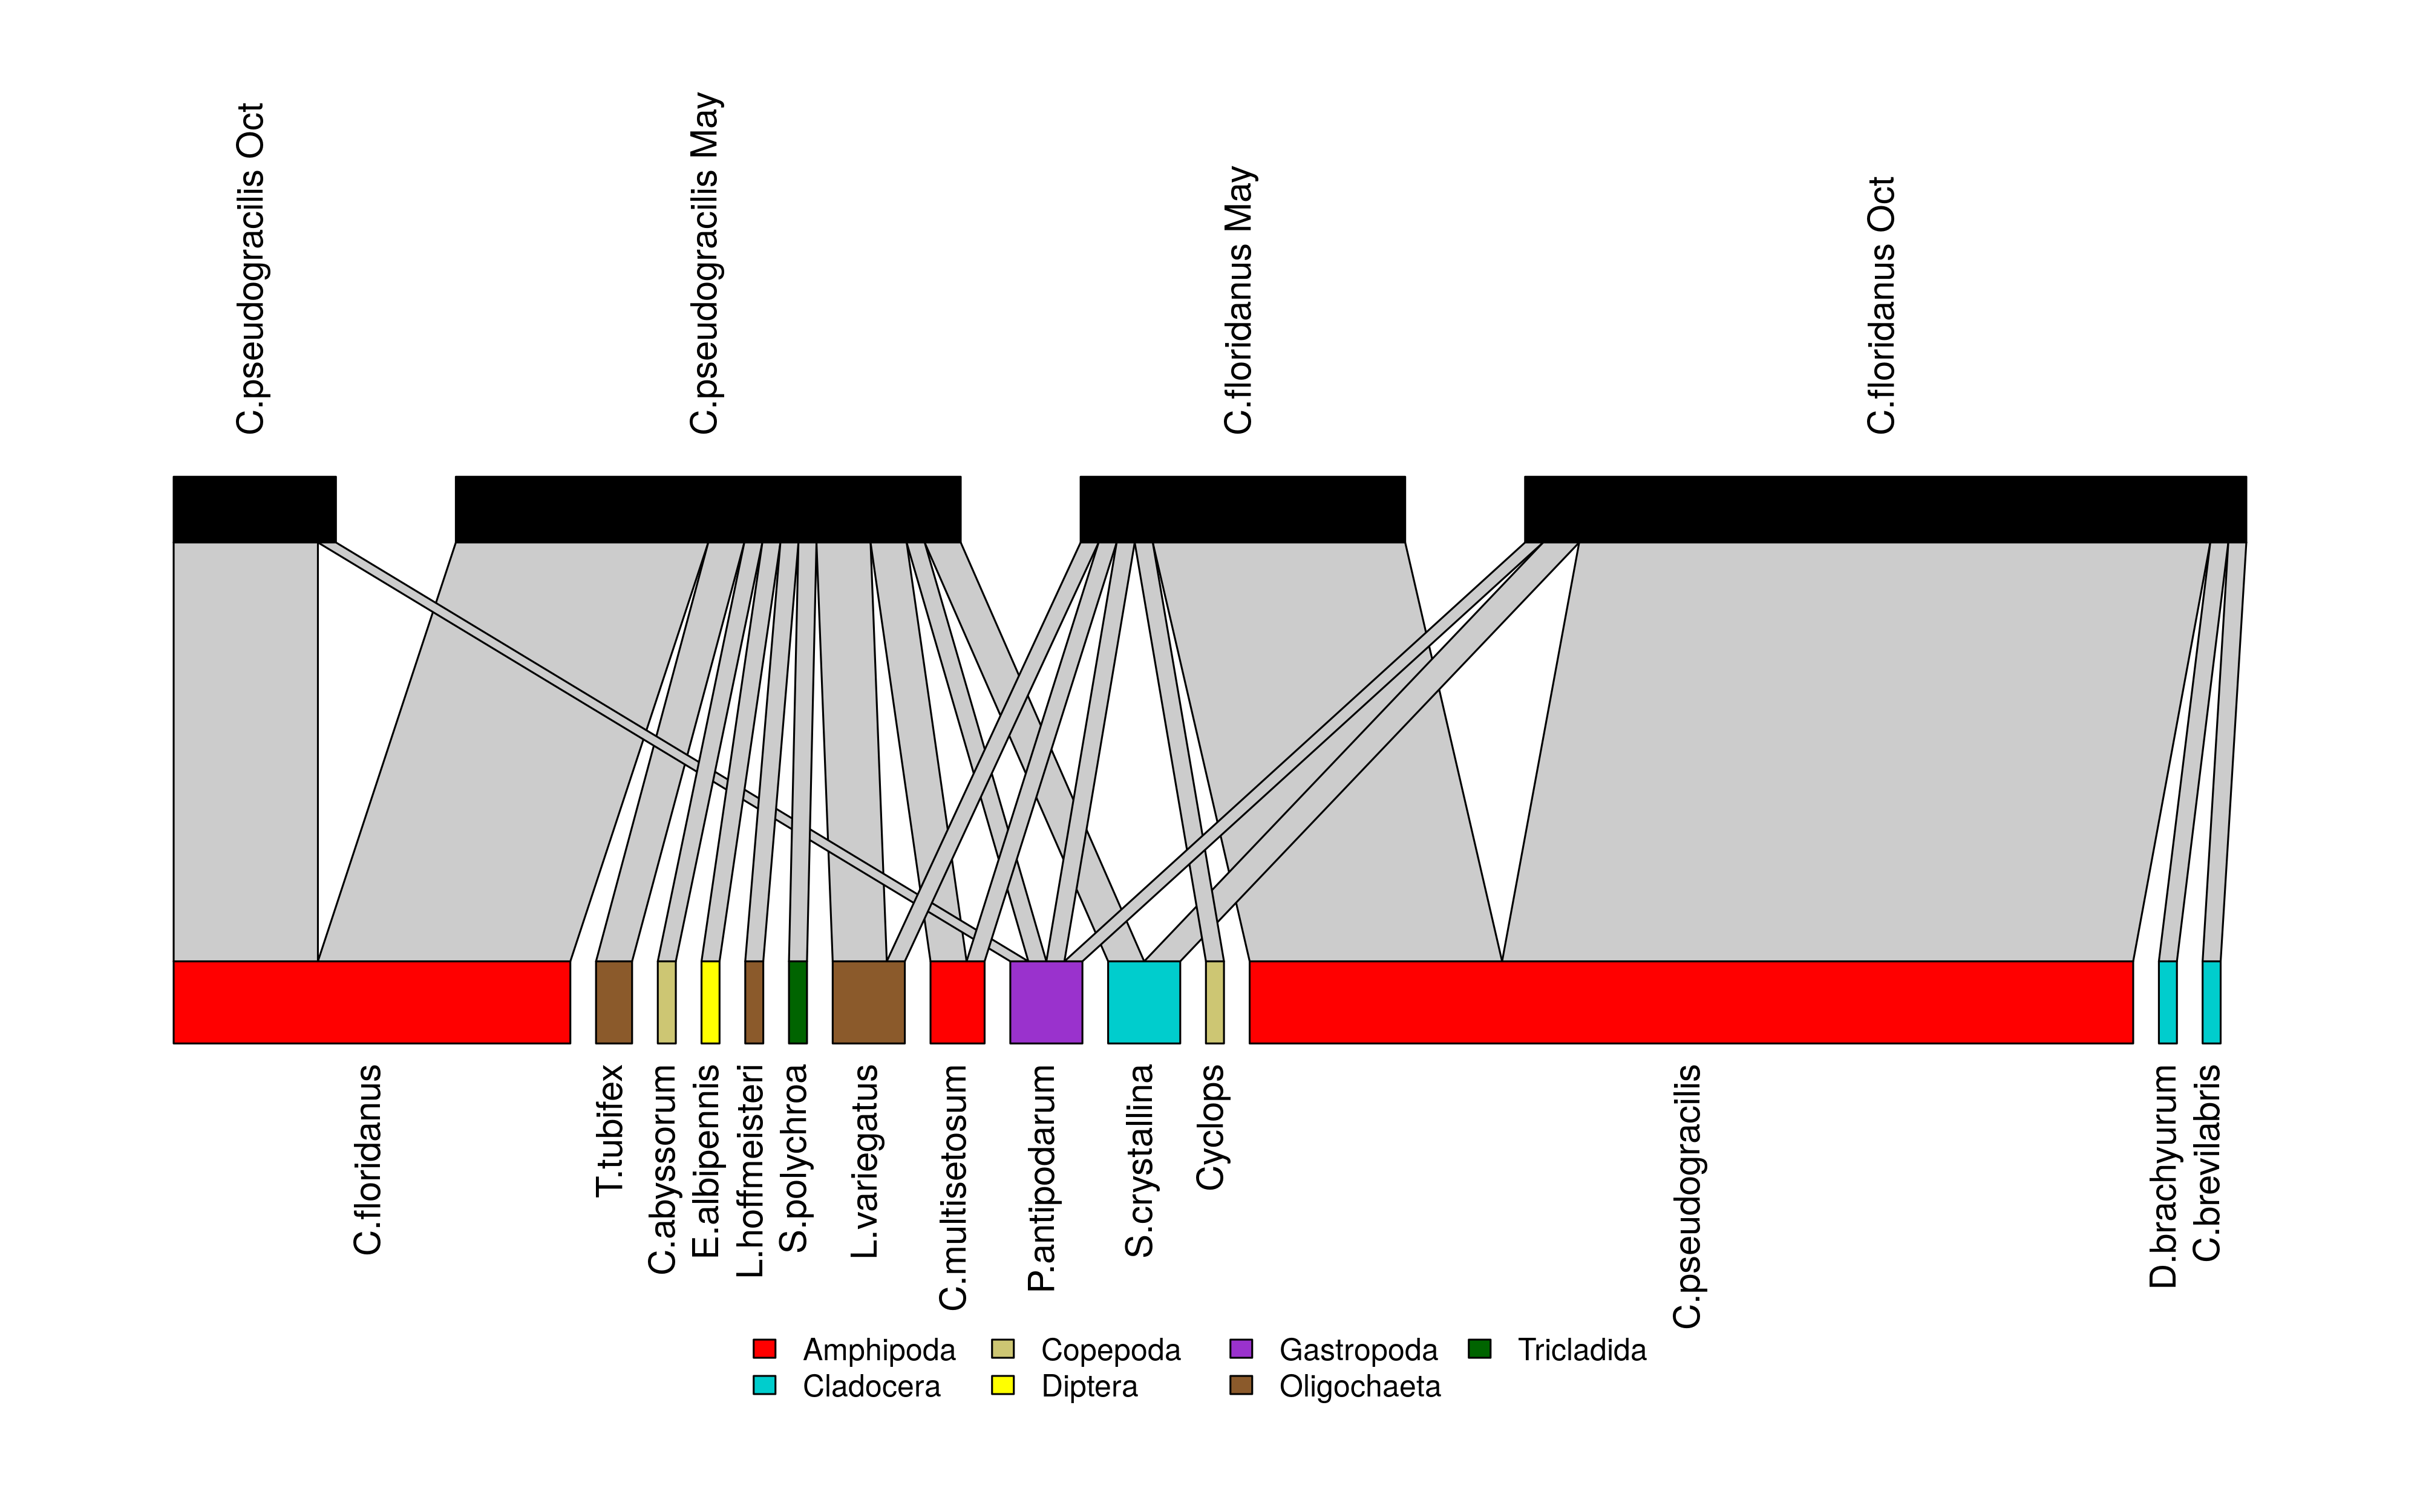 C.pseudogracilis Oct
C.pseudogracilis May
C.floridanus May
C.floridanus Oct
C.floridanus
T.tubifex
C.abyssorum
E.albipennis
L.hoffmeisteri
S.polychroa
L.variegatus
C.multisetosum
P.antipodarum
S.crystallina
Cyclops
C.pseudogracilis
D.brachyurum
C.brevilabris
Amphipoda
Copepoda
Gastropoda
Tricladida
Cladocera
Diptera
Oligochaeta